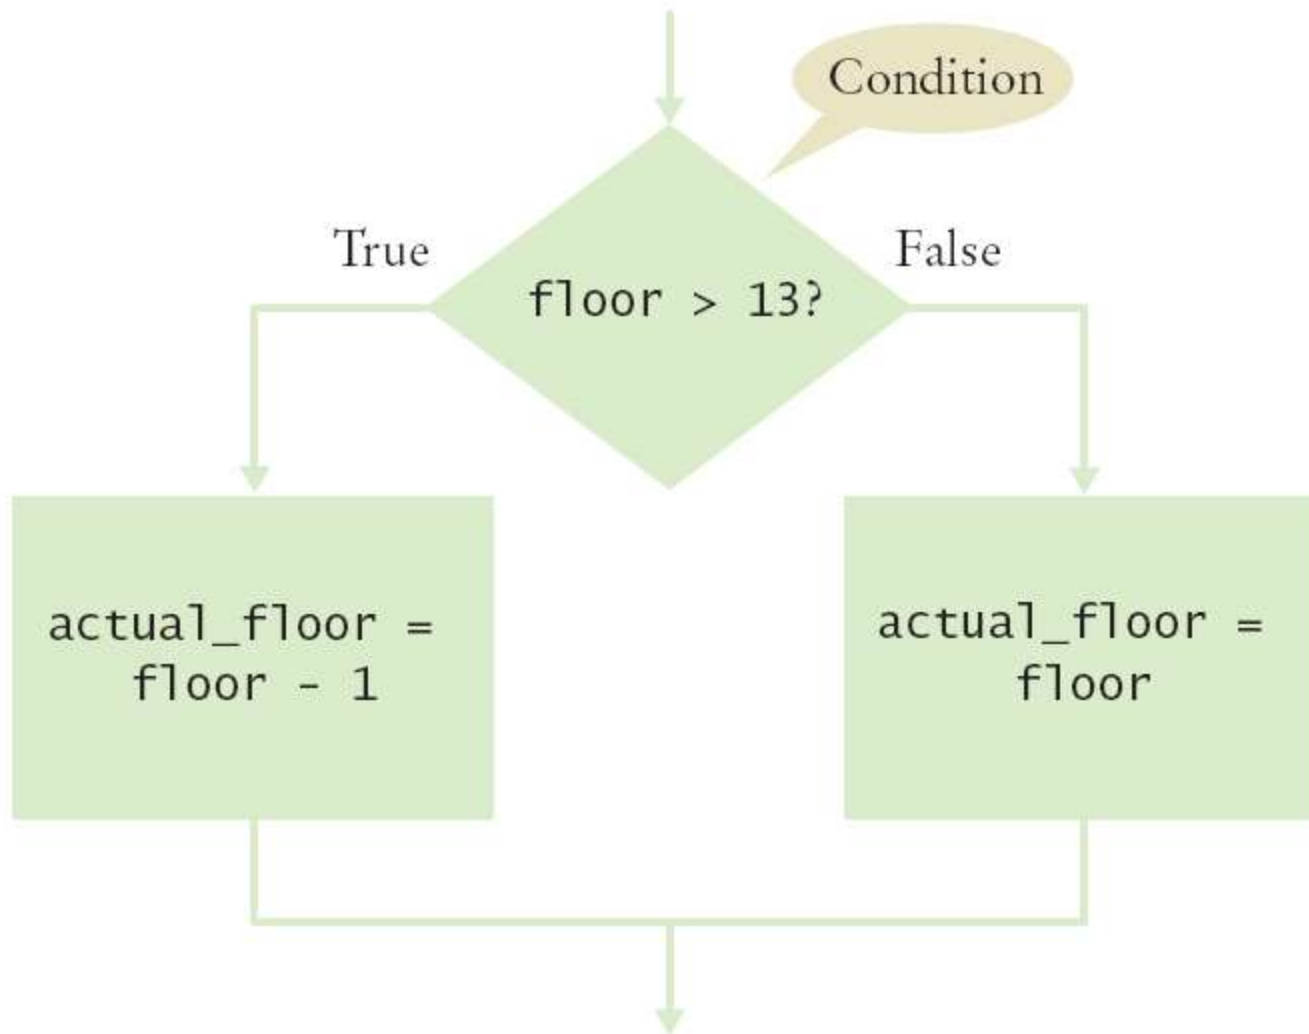 Condition
True
False
floor > 13?
actual_floor =
floor - 1
actual_floor =
floor